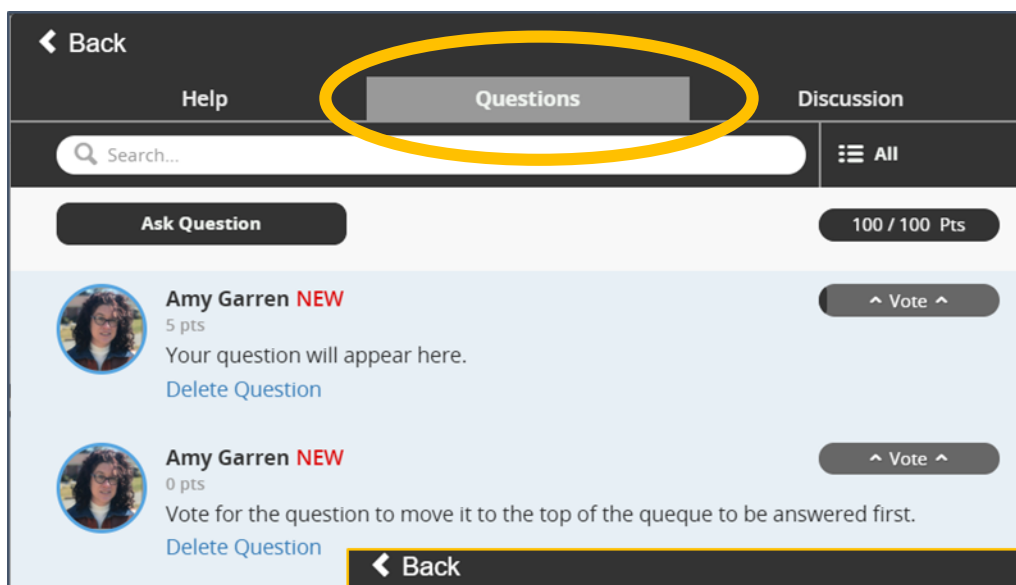 Back
Help Questions Discussion
Search... All
Ask Question 100 / 100 Pts
Amy Garren NEW ^ Vote ^
5 pts
Your question will appear here.
Delete Question
Amy Garren NEW ^ Vote ^
0 pts
Vote for the question to move it to the top of the queque to be answered first.
Delete Question
Back